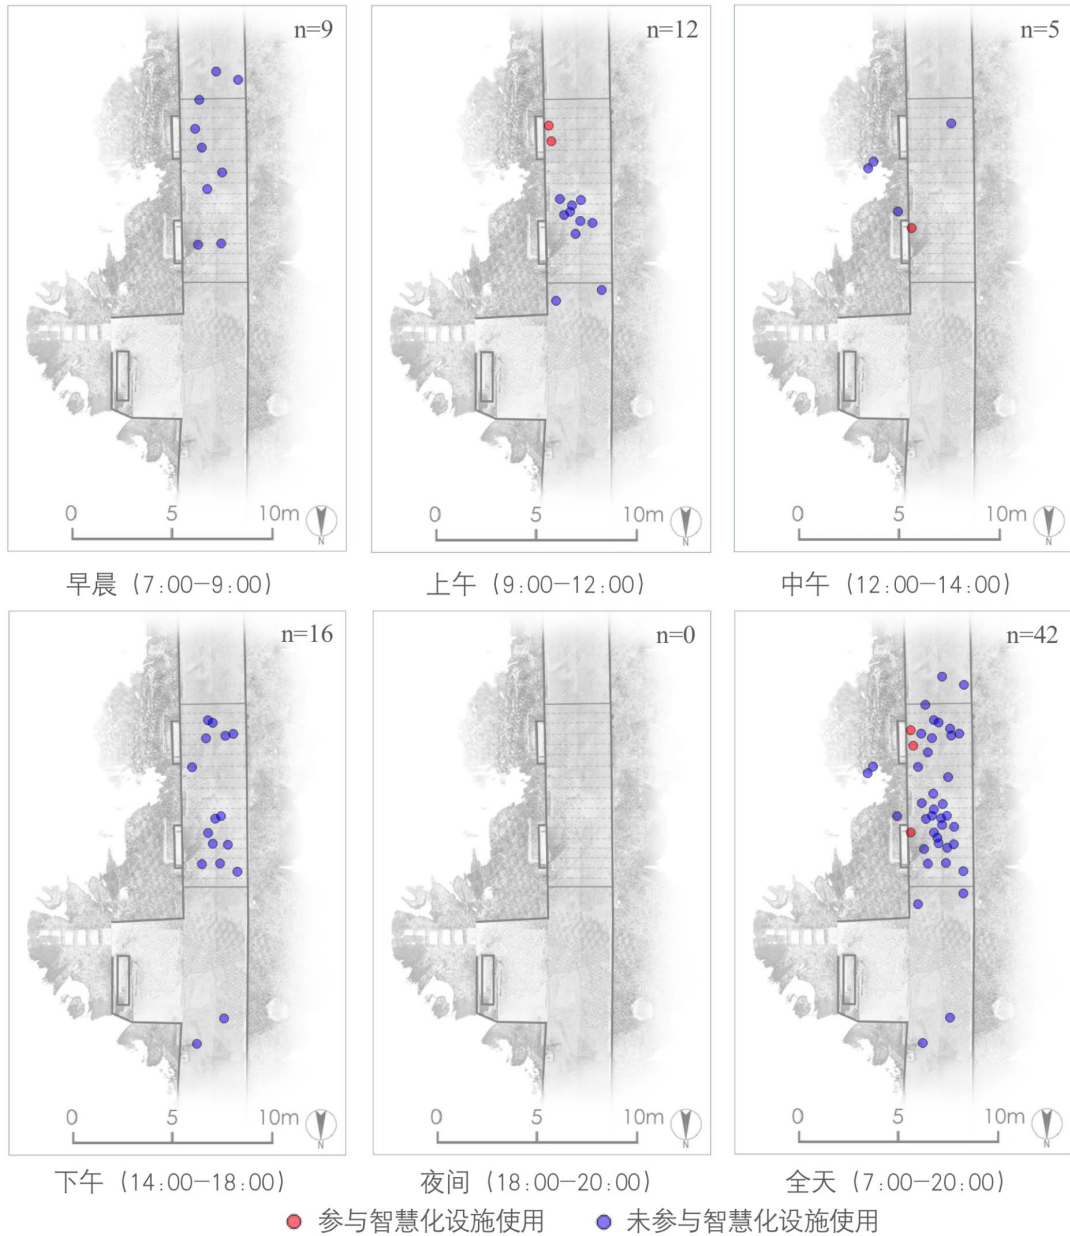 n=9
n=12
n=5
0 5 10m
N
0 5 10m
N
0 5 10m
N
早晨 (7:00—9:00)
上午 (9:00—12:00)
中午 (12:00—14:00)
n=16
n=0
n=42
0 5 10m
N
0 5 10m
N
0 5 10m
N
下午 (14:00—18:00)
夜间 (18:00—20:00)
全天 (7:00—20:00)
参与智慧化设施使用
未参与智慧化设施使用